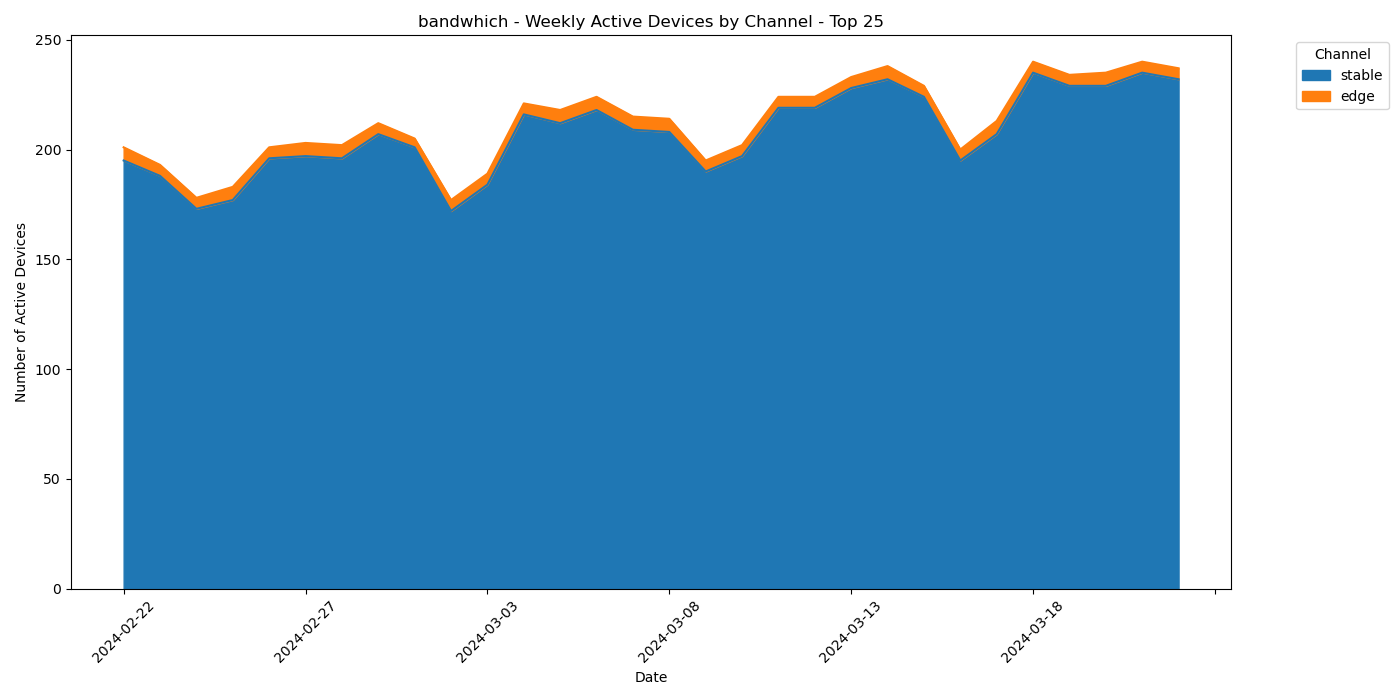 bandwhich - Weekly Active Devices by Channel - Top 25
Number of Active Devices
250
200
150
100
50
0
2024-02-22
2024-02-27
2024-03-03
2024-03-08
2024-03-13
2024-03-18
Date
Channel
stable
edge